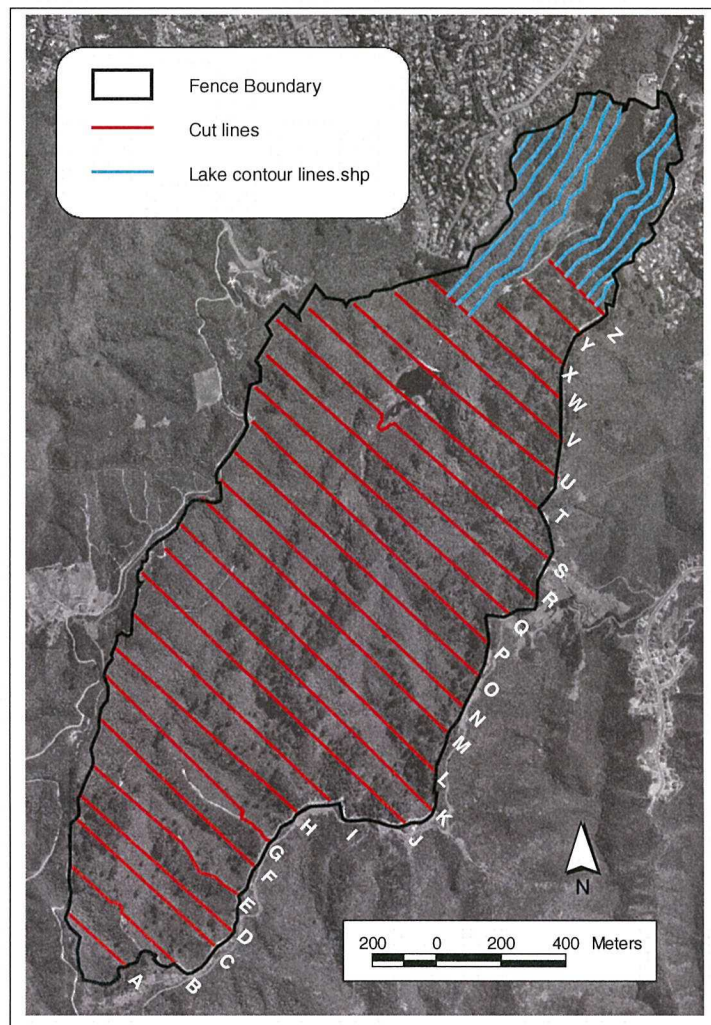 Fence Boundary
Cut lines
Lake contour lines.shp
Z
Y
X
W
V
U
T
S
R
Q
P
O
N
M
L
K
J
I
H
G
F
E
D
C
B
A
N
200 0 200 400 Meters